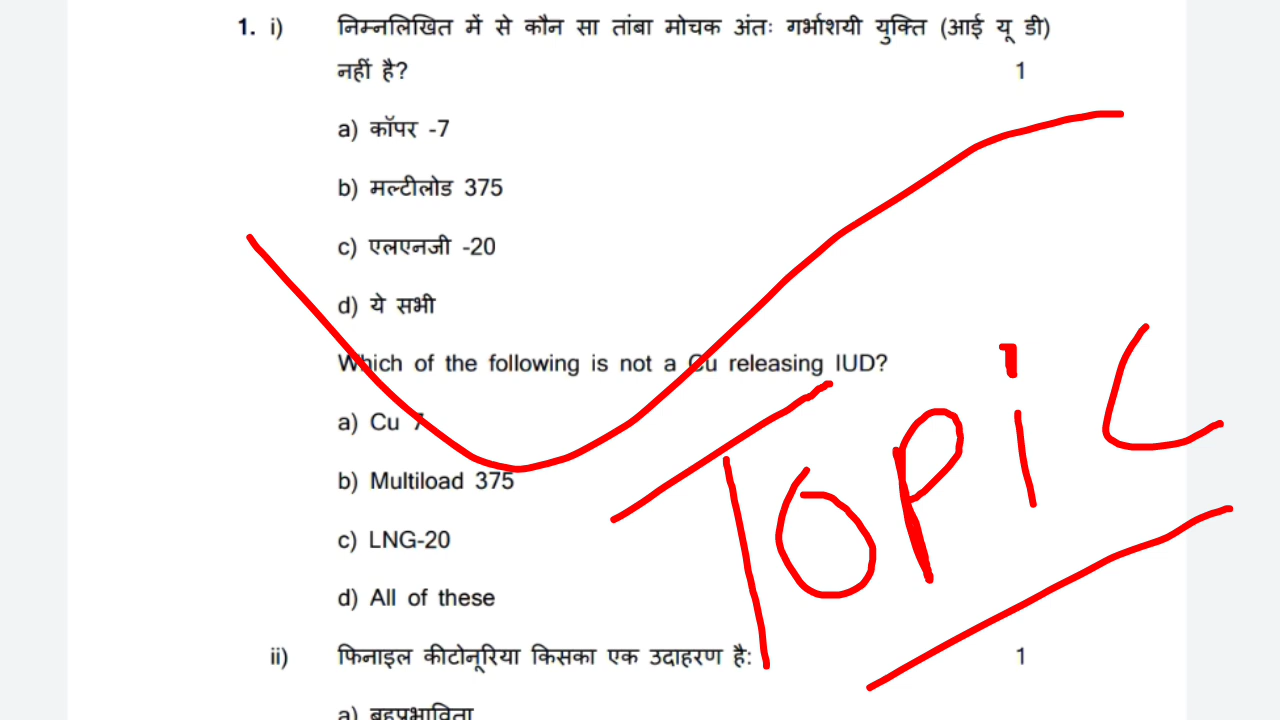 1. i) निम्नलिखित में से कौन सा तांबा मोचक अंतः गर्भाशयी युक्ति (आई यू डी)
नहीं है? 1
a) कॉपर -7
b) मल्टीलोड 375
c) एलएनजी -20
d) ये सभी
Which of the following is not a Cu releasing IUD?
a) Cu 7
b) Multiload 375
c) LNG-20
d) All of these
TOPiC
ii) फिनाइल कीटोनूरिया किसका एक उदाहरण है: 1
a) बहुप्रभाविता